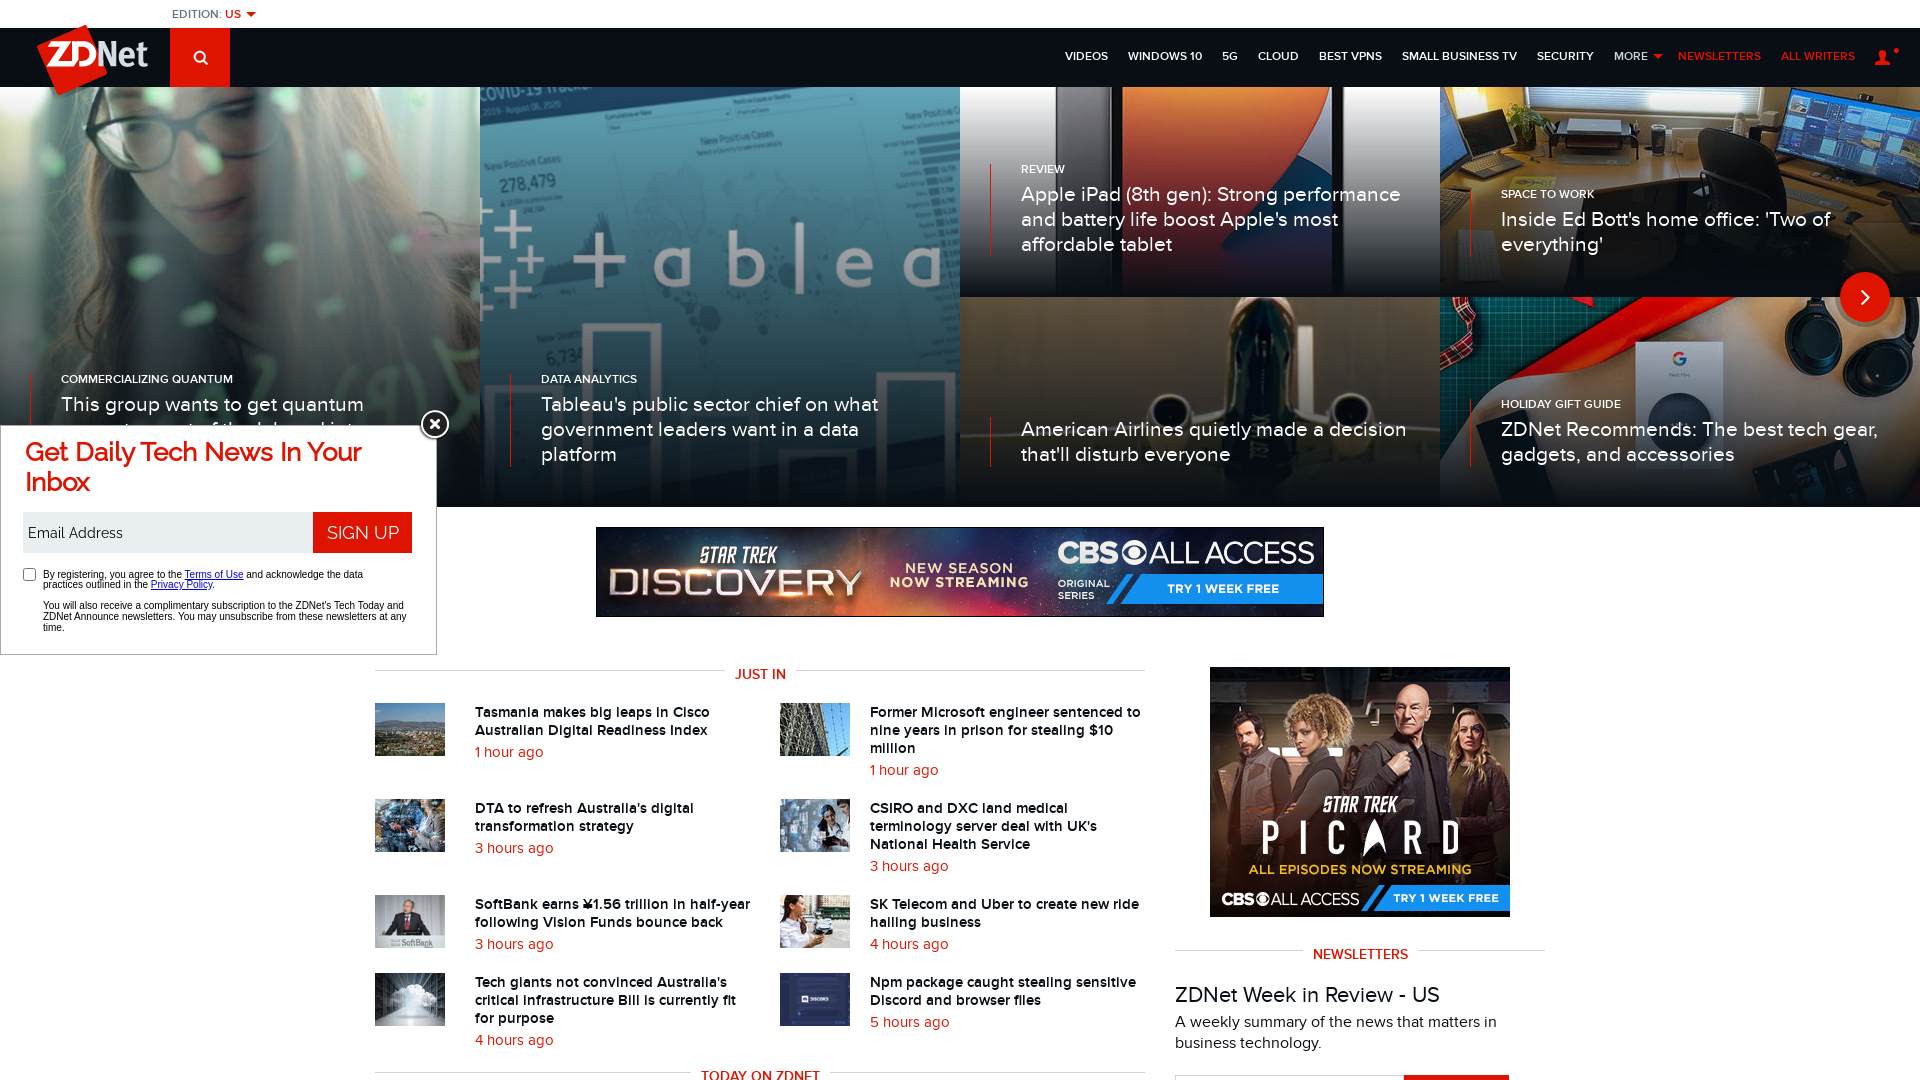 EDITION: US
ZDNet
VIDEOS
WINDOWS 10
5G
CLOUD
BEST VPNS
SMALL BUSINESS TV
SECURITY
MORE
NEWSLETTERS
ALL WRITERS
COMMERCIALIZING QUANTUM
This group wants to get quantum
DATA ANALYTICS
Tableau's public sector chief on what
government leaders want in a data
platform
New Positive Cases
278,479
tablea
6,734
REVIEW
Apple iPad (8th gen): Strong performance
and battery life boost Apple's most
affordable tablet
SPACE TO WORK
Inside Ed Bott's home office: 'Two of
everything'
American Airlines quietly made a decision
that'll disturb everyone
HOLIDAY GIFT GUIDE
ZDNet Recommends: The best tech gear,
gadgets, and accessories
Get Daily Tech News In Your
Inbox
Email Address
SIGN UP
By registering, you agree to the Terms of Use and acknowledge the data
practices outlined in the Privacy Policy.
You will also receive a complimentary subscription to the ZDNet's Tech Today and
ZDNet Announce newsletters. You may unsubscribe from these newsletters at any
time.
STAR TREK
DISCOVERY
NEW SEASON
NOW STREAMING
CBS ALL ACCESS
ORIGINAL
SERIES
TRY 1 WEEK FREE
JUST IN
Tasmania makes big leaps in Cisco
Australian Digital Readiness Index
1 hour ago
Former Microsoft engineer sentenced to
nine years in prison for stealing $10
million
1 hour ago
DTA to refresh Australia's digital
transformation strategy
3 hours ago
CSIRO and DXC land medical
terminology server deal with UK's
National Health Service
3 hours ago
SoftBank earns ¥1.56 trillion in half-year
following Vision Funds bounce back
3 hours ago
SoftBank
SK Telecom and Uber to create new ride
hailing business
4 hours ago
Tech giants not convinced Australia's
critical infrastructure Bill is currently fit
for purpose
4 hours ago
Npm package caught stealing sensitive
Discord and browser files
5 hours ago
DISCORD
TODAY ON ZDNET
STAR TREK
PICARD
ALL EPISODES NOW STREAMING
CBS ALL ACCESS
TRY 1 WEEK FREE
NEWSLETTERS
ZDNet Week in Review - US
A weekly summary of the news that matters in
business technology.